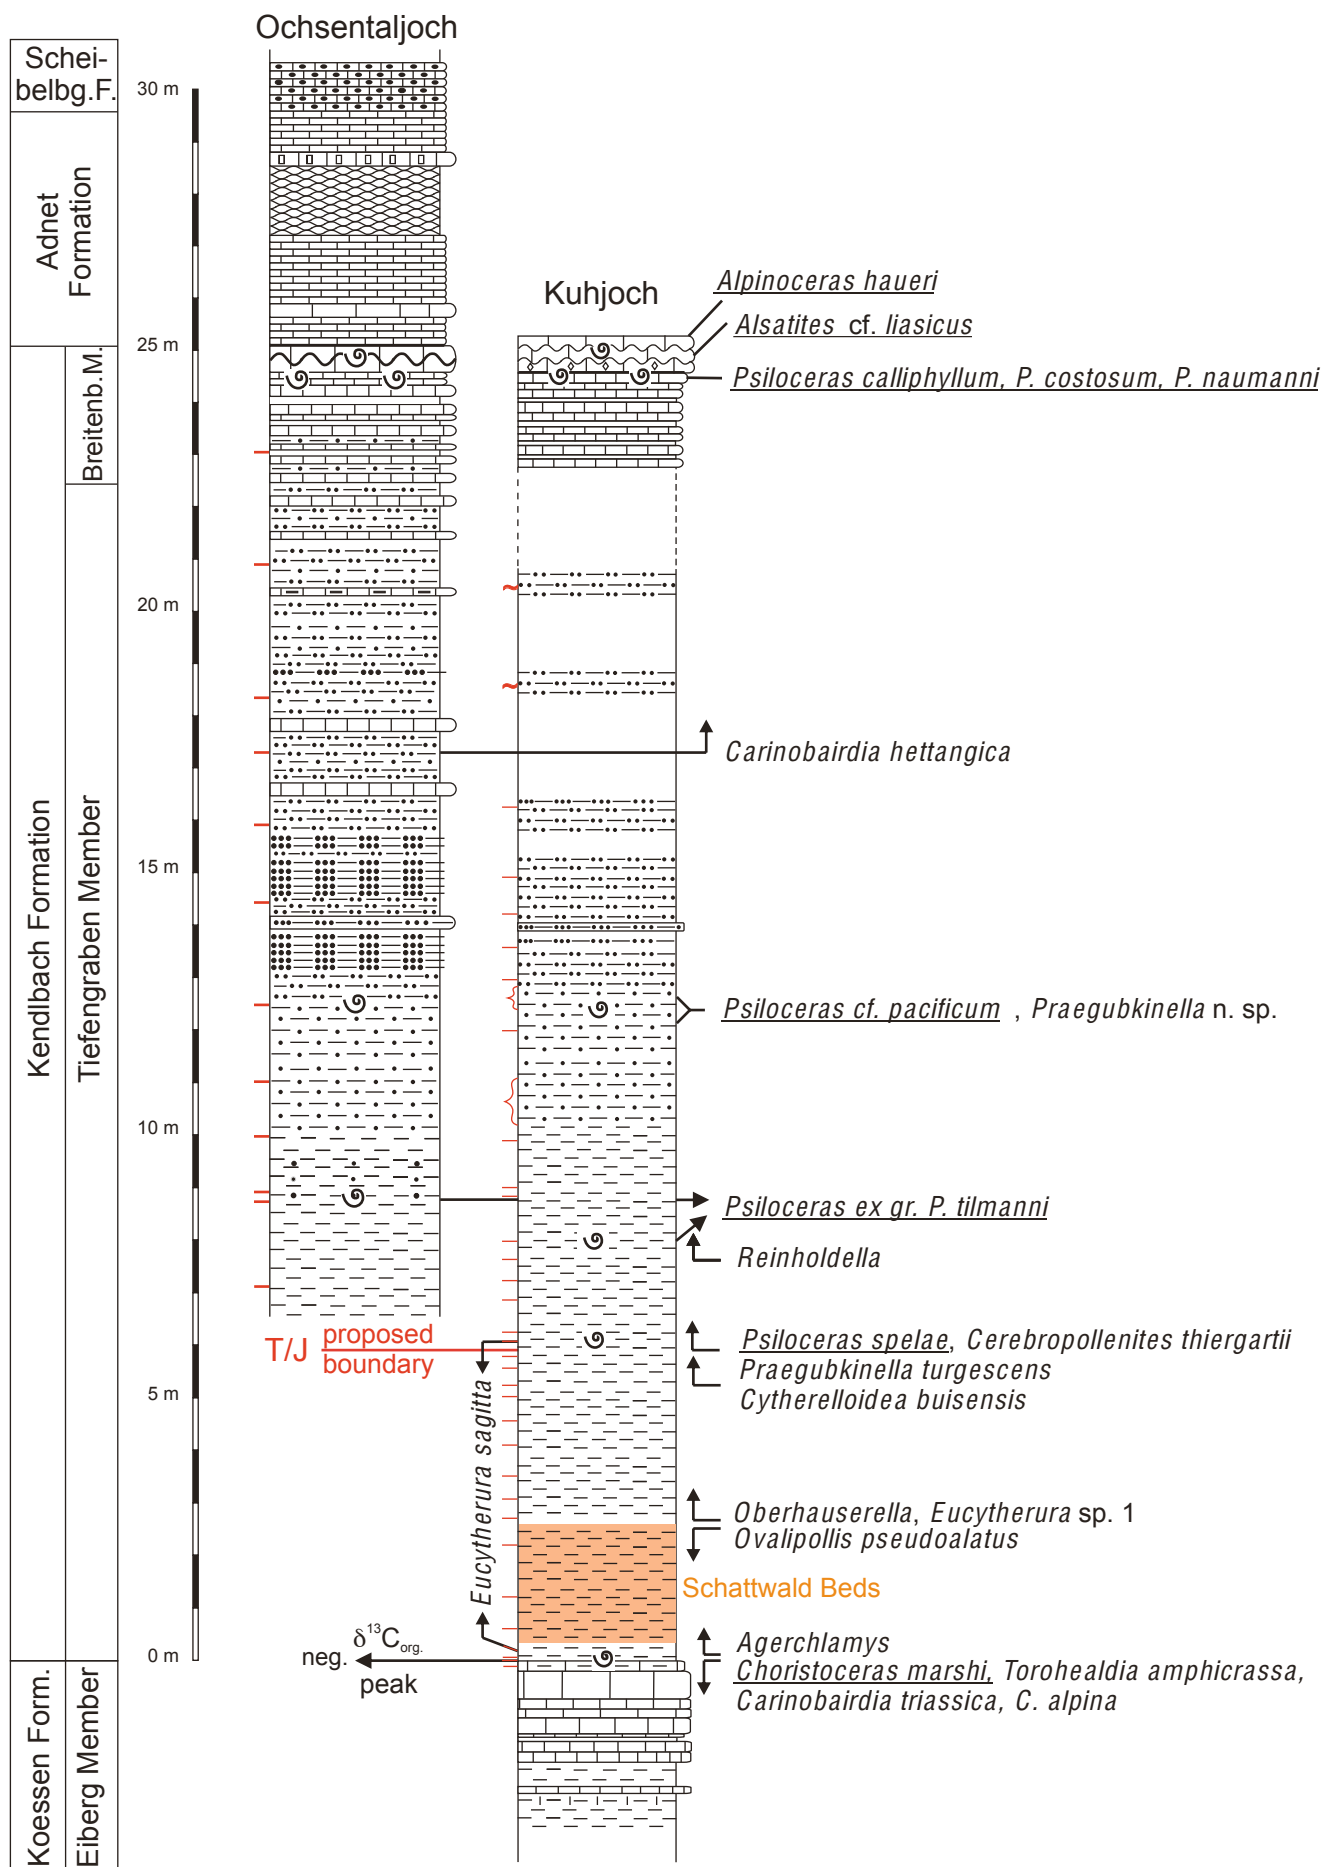 Ochsentaljoch
Schei-
belbg.F.
30 m
Adnet
Formation
Kuhjoch
Alpinoceras haueri
Alsatites cf. liasicus
25 m
Psiloceras calliphyllum, P. costosum, P. naumanni
Breitenb.M.
20 m
Carinobairdia hettangica
Kendlbach Formation
Tiefengraben Member
15 m
Psiloceras cf. pacificum , Praegubkinella n. sp.
10 m
Psiloceras ex gr. P. tilmanni
Reinholdella
T/J proposed
boundary
Psiloceras spelae, Cerebropollenites thiergartii
Praegubkinella turgescens
Cytherelloidea buisensis
5 m
Eucytherura sagitta
Oberhauserella, Eucytherura sp. 1
Ovalipollis pseudoalatus
Schattwald Beds
δ¹³Corg.
neg.
peak
0 m
Agerchlamys
Choristoceras marshi, Torohealdia amphicrassa,
Carinobairdia triassica, C. alpina
Koessen Form.
Eiberg Member